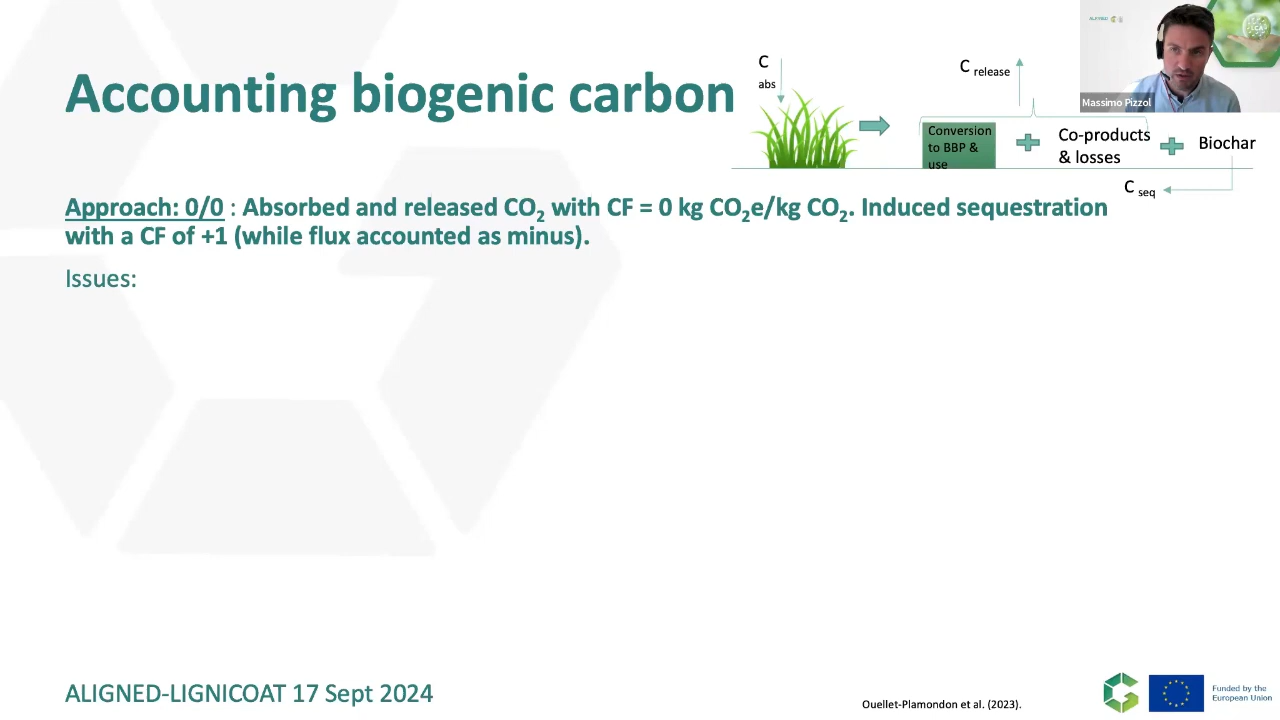 Accounting biogenic carbon
C
abs
C release
Conversion
to BBP &
use
Co-products
& losses
Biochar
C seq
Massimo Pizzol
Approach: 0/0 : Absorbed and released CO2 with CF = 0 kg CO2e/kg CO2. Induced sequestration
with a CF of +1 (while flux accounted as minus).
Issues:
ALIGNED-LIGNICOAT 17 Sept 2024
Ouellet-Plamondon et al. (2023).
Funded by the
European Union